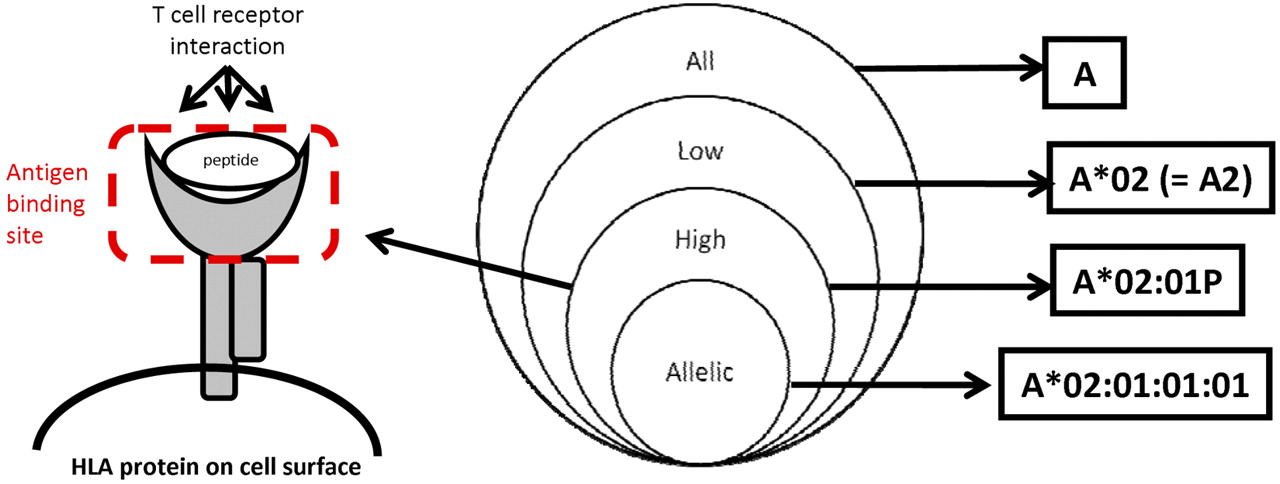 T cell receptor
interaction
peptide
Antigen
binding
site
HLA protein on cell surface
All
Low
High
Allelic
A
A*02 (= A2)
A*02:01P
A*02:01:01:01